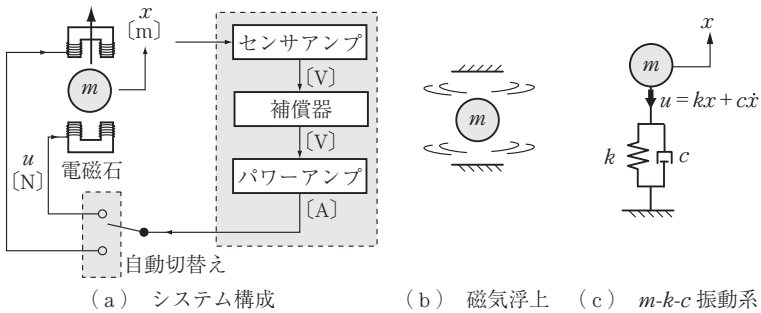 x
〔m〕
m
センサアンプ
〔V〕
補償器
〔V〕
パワーアンプ
〔A〕
電磁石
u
〔N〕
自動切替え
(a) システム構成
m
(b) 磁気浮上
x
m
u = kx + cẋ
k
c
(c) m-k-c 振動系